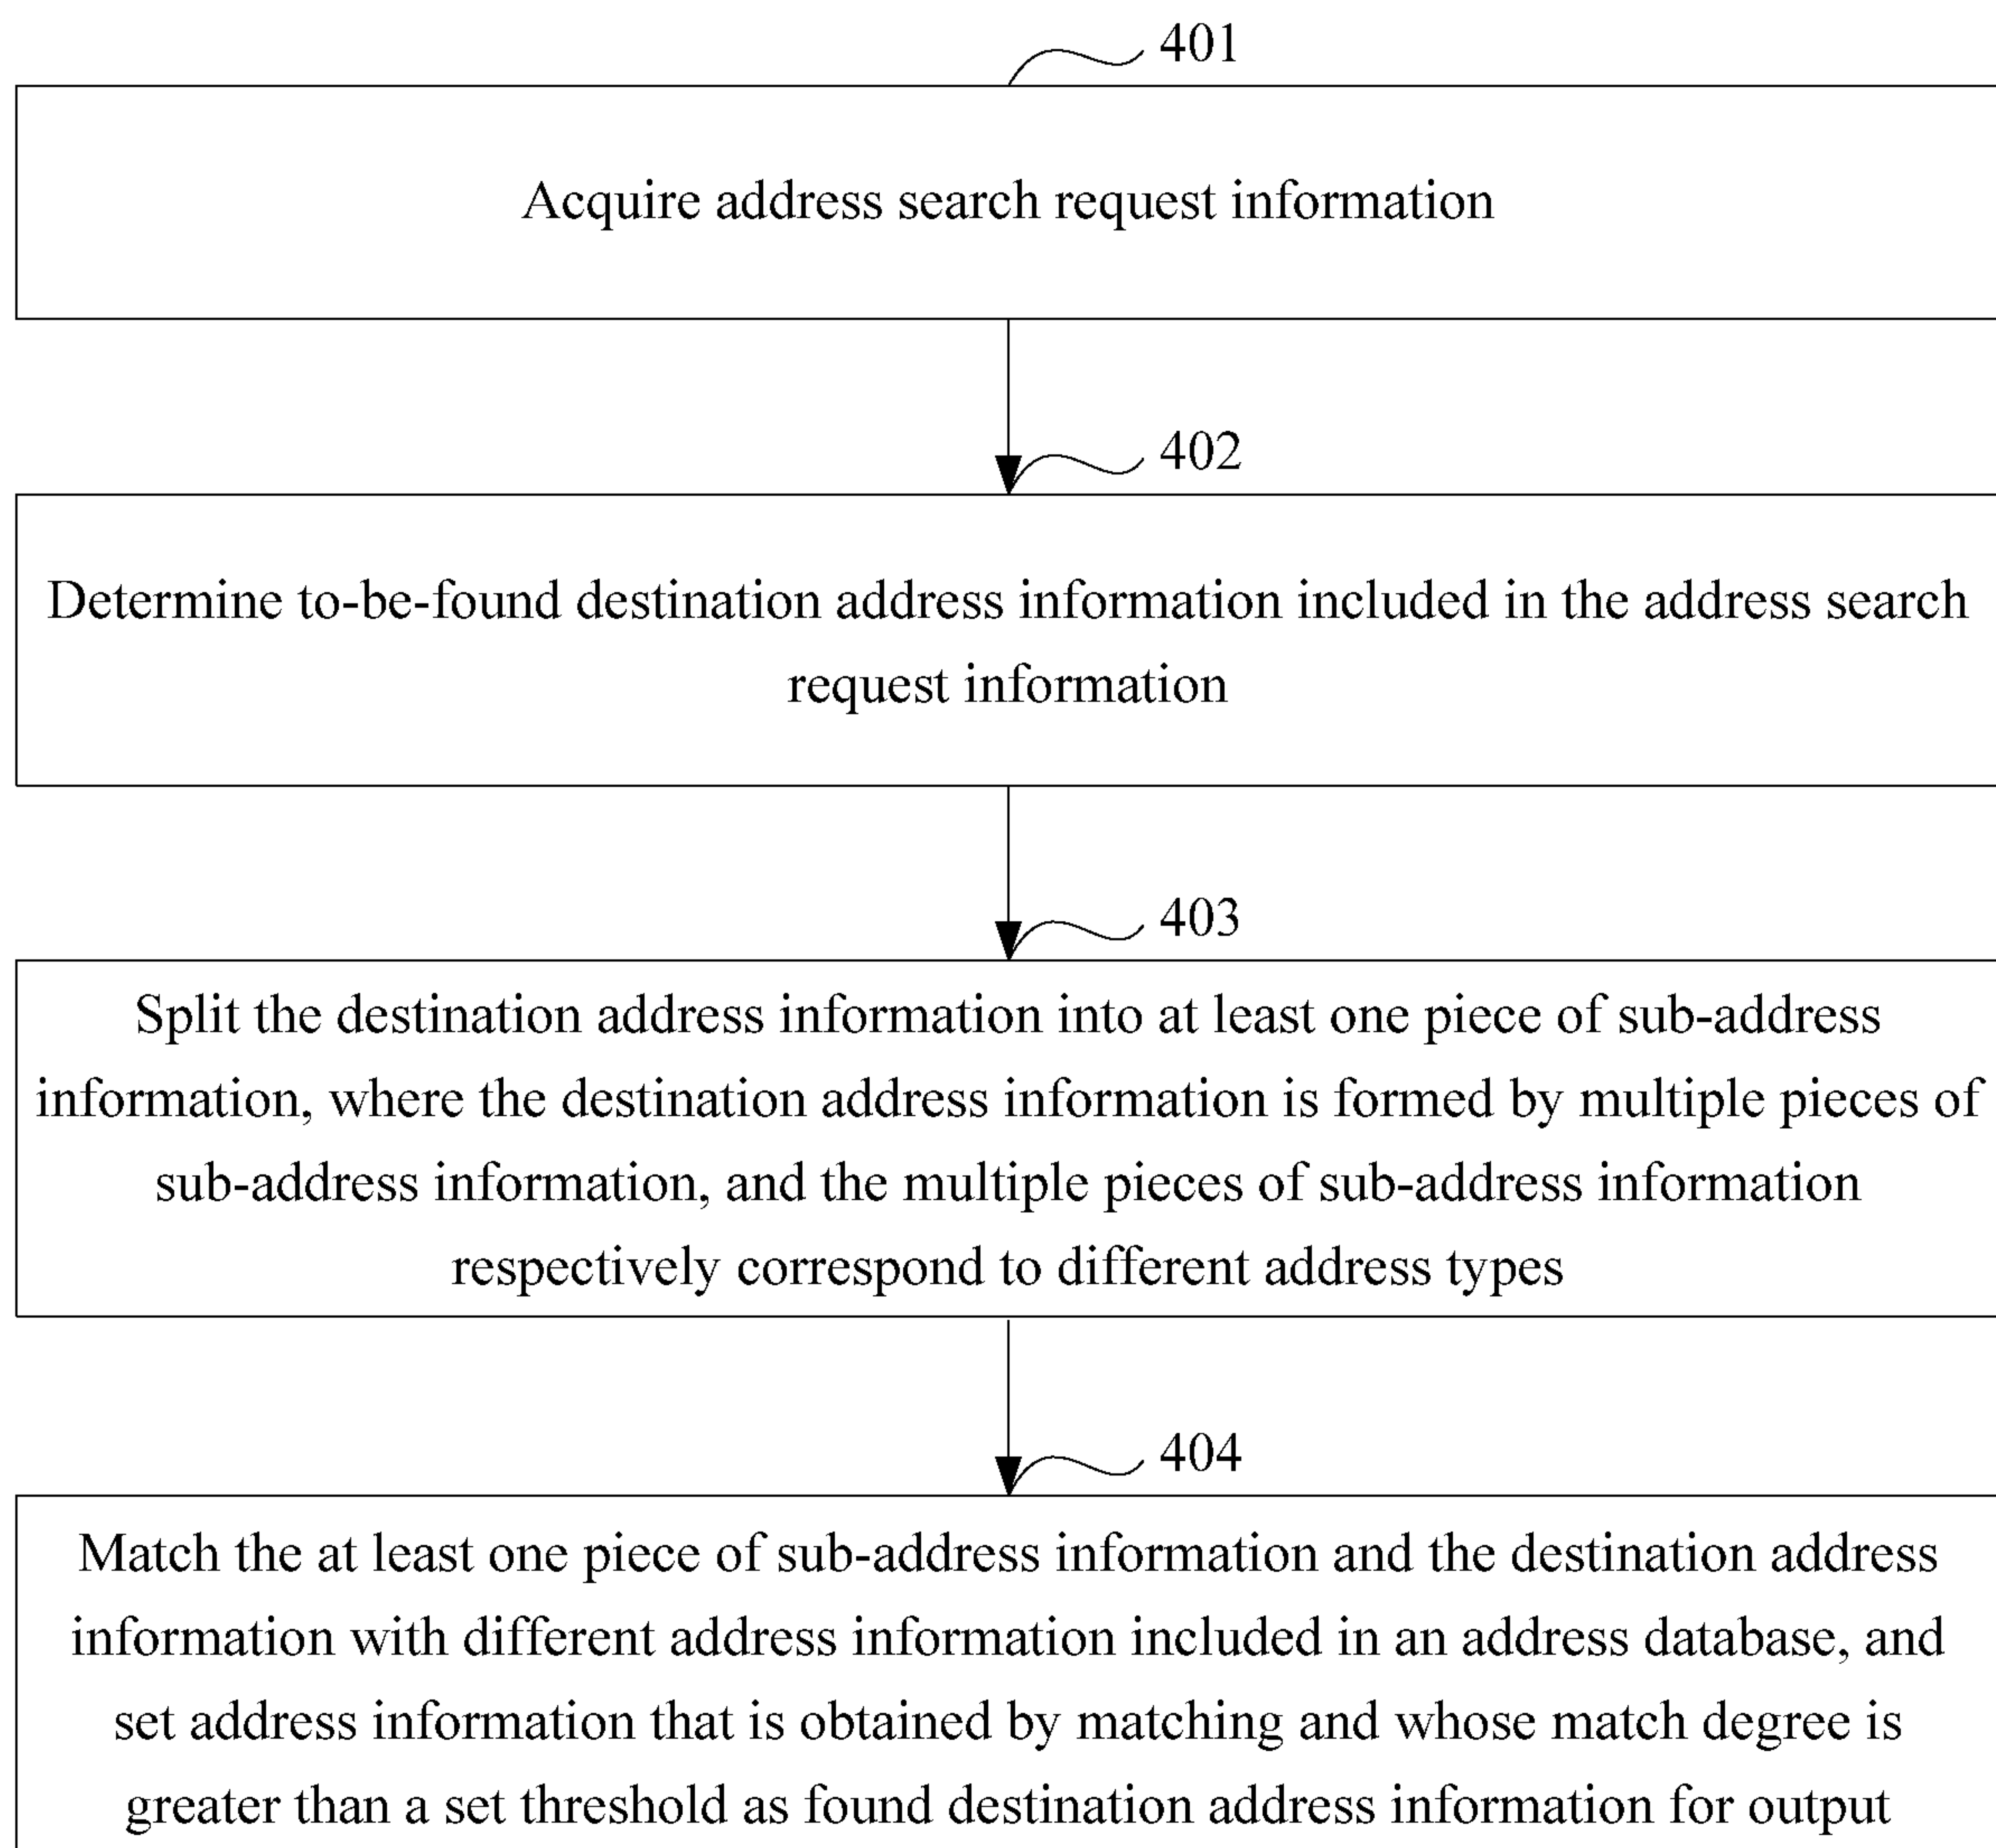 401
Acquire address search request information
402
Determine to-be-found destination address information included in the address search
request information
403
Split the destination address information into at least one piece of sub-address
information, where the destination address information is formed by multiple pieces of
sub-address information, and the multiple pieces of sub-address information
respectively correspond to different address types
404
Match the at least one piece of sub-address information and the destination address
information with different address information included in an address database, and
set address information that is obtained by matching and whose match degree is
greater than a set threshold as found destination address information for output